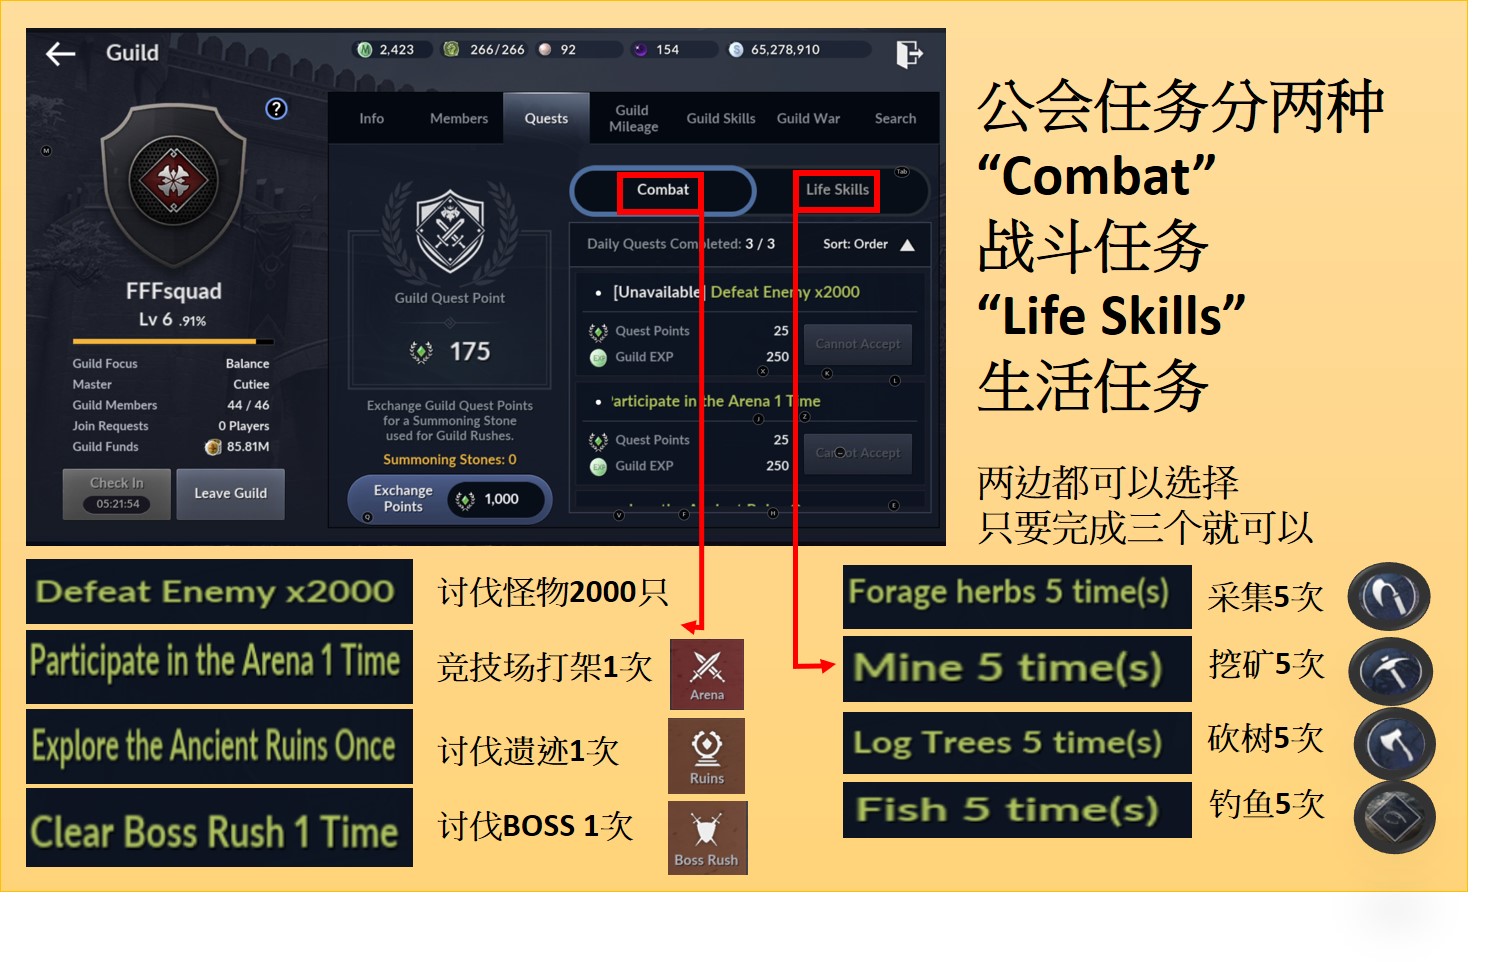 Guild
2,423
266/266
92
154
65,278,910
?
M
FFFsquad
Lv 6 .91%
Guild Focus Balance
Master Cutiee
Guild Members 44 / 46
Join Requests 0 Players
Guild Funds 85.81M
Check In
05:21:54
Leave Guild
Info
Members
Quests
Guild
Mileage
Guild Skills
Guild War
Search
Guild Quest Point
175
Exchange Guild Quest Points
for a Summoning Stone
used for Guild Rushes.
Summoning Stones: 0
Exchange
Points
1,000
Q
Combat
Life Skills
Tab
Daily Quests Completed: 3 / 3
Sort: Order
[Unavailable] Defeat Enemy x2000
Quest Points 25
Guild EXP 250
Cannot Accept
X
K
L
Participate in the Arena 1 Time
J
Z
Quest Points 25
Guild EXP 250
Cannot Accept
V
F
H
E
公会任务分两种
“Combat”
战斗任务
“Life Skills”
生活任务
两边都可以选择
只要完成三个就可以
Defeat Enemy x2000
讨伐怪物2000只
Participate in the Arena 1 Time
竞技场打架1次
Arena
Explore the Ancient Ruins Once
讨伐遗迹1次
Ruins
Clear Boss Rush 1 Time
讨伐BOSS 1次
Boss Rush
Forage herbs 5 time(s)
采集5次
Mine 5 time(s)
挖矿5次
Log Trees 5 time(s)
砍树5次
Fish 5 time(s)
钓鱼5次